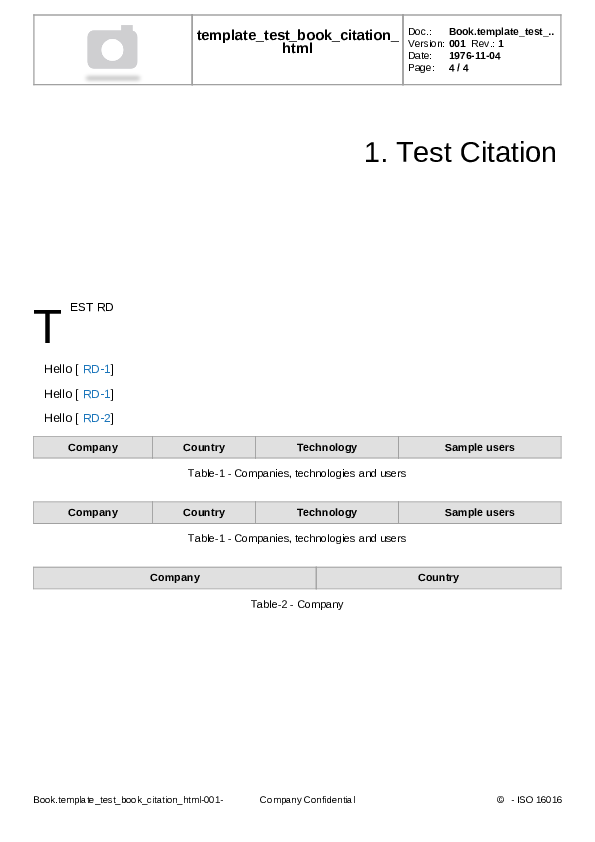 template_test_book_citation_
html
Doc.: Book.template_test_..
Version: 001 Rev.: 1
Date: 1976-11-04
Page: 4 / 4
1. Test Citation
TEST RD
Hello [ RD-1]
Hello [ RD-1]
Hello [ RD-2]
Company Country Technology Sample users
Table-1 - Companies, technologies and users
Company Country Technology Sample users
Table-1 - Companies, technologies and users
Company Country
Table-2 - Company
Book.template_test_book_citation_html-001- Company Confidential © - ISO 16016